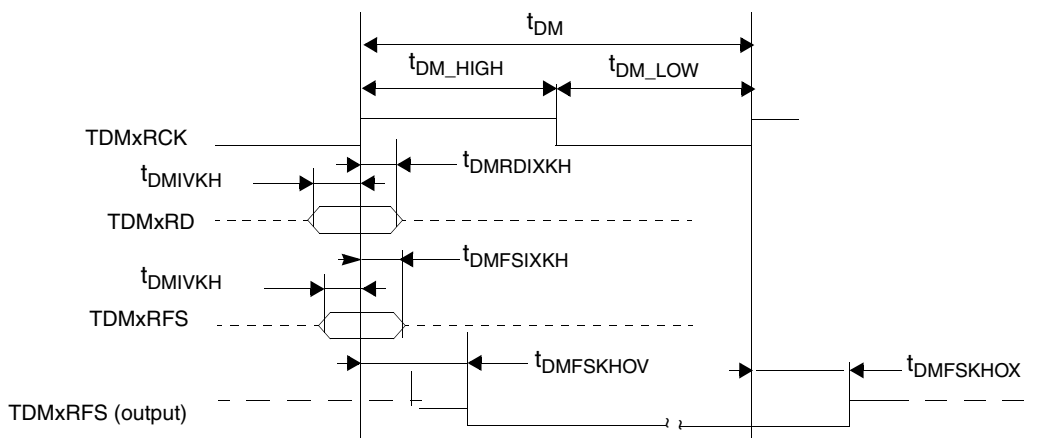 tDM
tDM_HIGH
tDM_LOW
TDMxRCK
tDMRDIXKH
tDMIVKH
TDMxRD
tDMFSIXKH
tDMIVKH
TDMxRFS
tDMFSKHOV
tDMFSKHOX
TDMxRFS (output)